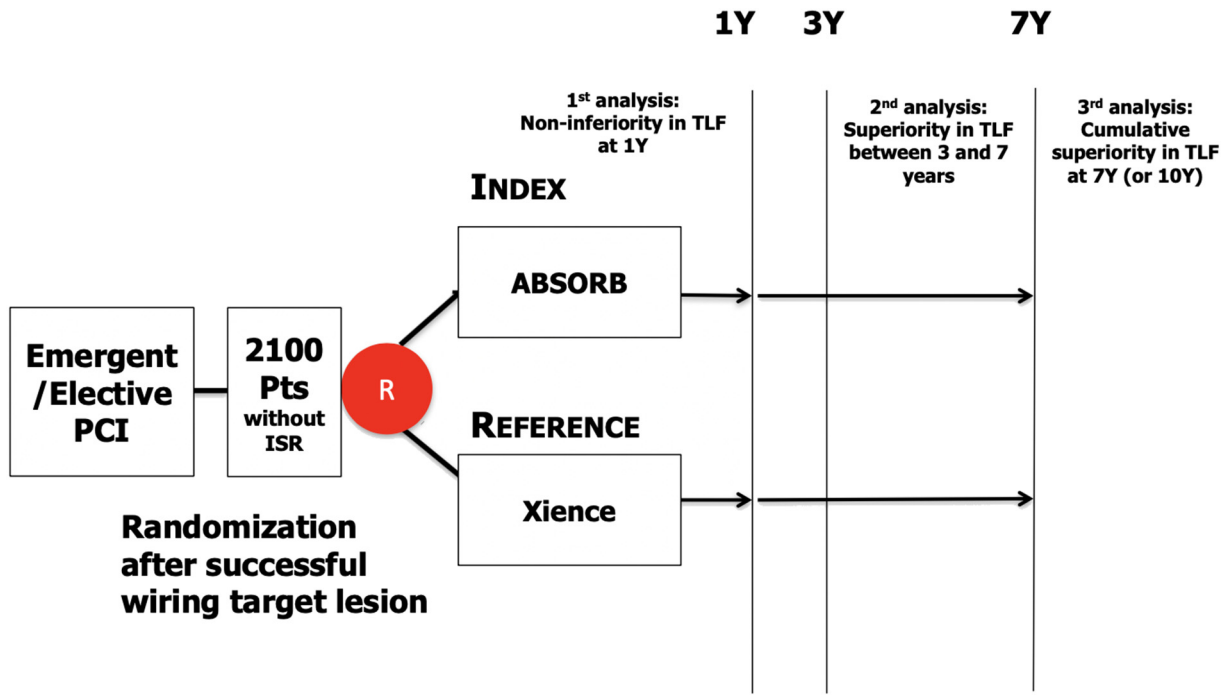 1Y
3Y
7Y
1st analysis:
Non-inferiority in TLF
at 1Y
2nd analysis:
Superiority in TLF
between 3 and 7
years
3rd analysis:
Cumulative
superiority in TLF
at 7Y (or 10Y)
INDEX
ABSORB
Emergent
/Elective
PCI
2100
Pts
without
ISR
R
REFERENCE
Xience
Randomization
after successful
wiring target lesion